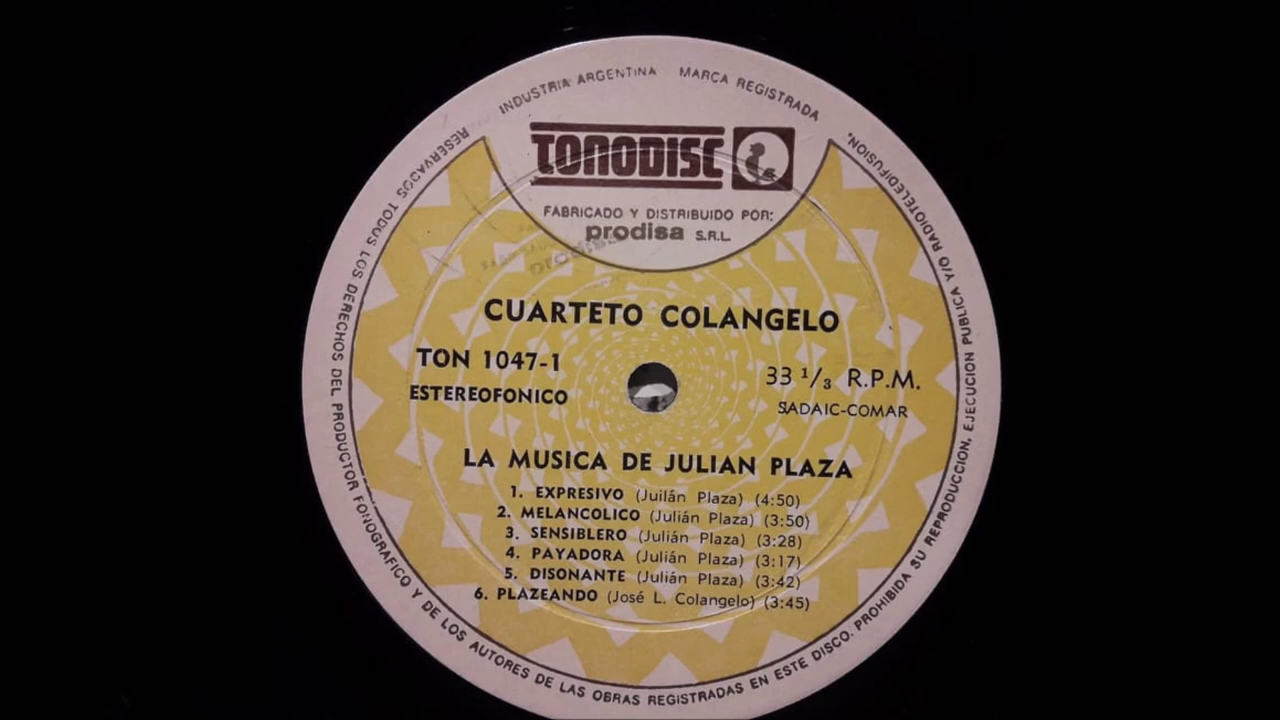 INDUSTRIA ARGENTINA MARCA REGISTRADA
TONODISC
FABRICADO Y DISTRIBUIDO POR:
prodisa S.R.L.
CUARTETO COLANGELO
TON 1047-1
33 1/3 R.P.M.
ESTEREOFONICO
SADAIC-COMAR
LA MUSICA DE JULIAN PLAZA
1. EXPRESIVO (Juilán Plaza) (4:50)
2. MELANCOLICO (Julián Plaza) (3:50)
3. SENSIBLERO (Julián Plaza) (3:28)
4. PAYADORA (Julián Plaza) (3:17)
5. DISONANTE (Julián Plaza) (3:42)
6. PLAZEANDO (José L. Colangelo) (3:45)
RESERVADOS TODOS LOS DERECHOS DEL PRODUCTOR FONOGRAFICO Y DE LOS AUTORES DE LAS OBRAS REGISTRADAS EN ESTE DISCO. PROHIBIDA SU REPRODUCCION, EJECUCION PUBLICA Y/O RADIOTELEDIFUSION.